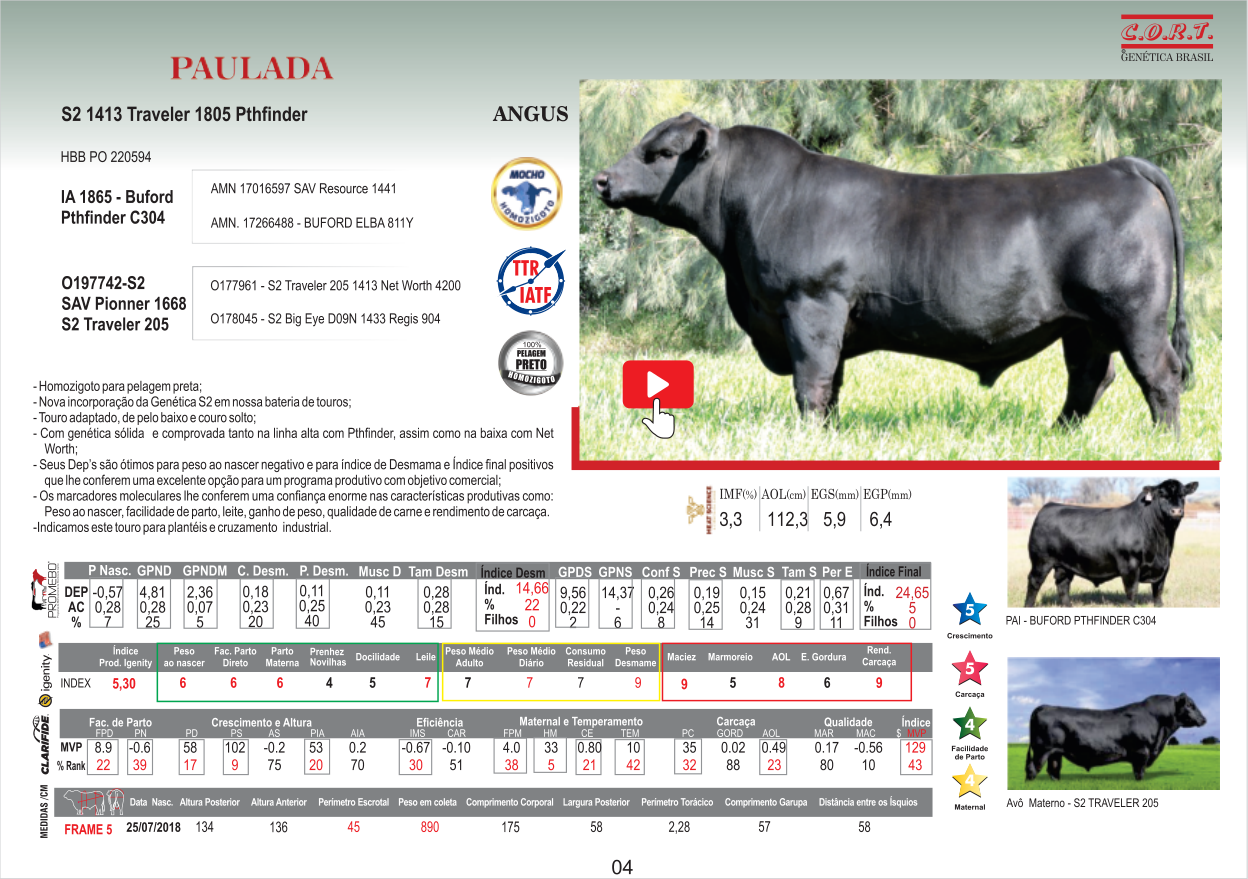 C.O.R.T.
GENÉTICA BRASIL
PAULADA
S2 1413 Traveler 1805 Pthfinder
ANGUS
HBB PO 220594
IA 1865 - Buford
Pthfinder C304
AMN 17016597 SAV Resource 1441
AMN. 17266488 - BUFORD ELBA 811Y
O197742-S2
SAV Pionner 1668
S2 Traveler 205
O177961 - S2 Traveler 205 1413 Net Worth 4200
O178045 - S2 Big Eye D09N 1433 Regis 904
MOCHO
HOMOZIGOTO
TTR
IATF
100%
PELAGEM
PRETO
HOMOZIGOTO
- Homozigoto para pelagem preta;
- Nova incorporação da Genética S2 em nossa bateria de touros;
- Touro adaptado, de pelo baixo e couro solto;
- Com genética sólida e comprovada tanto na linha alta com Pthfinder, assim como na baixa com Net
Worth;
- Seus Dep's são ótimos para peso ao nascer negativo e para índice de Desmama e Índice final positivos
que lhe conferem uma excelente opção para um programa produtivo com objetivo comercial;
- Os marcadores moleculares lhe conferem uma confiança enorme nas características produtivas como:
Peso ao nascer, facilidade de parto, leite, ganho de peso, qualidade de carne e rendimento de carcaça.
-Indicamos este touro para plantéis e cruzamento industrial.
MEAT SCIENCE
IMF(%) AOL(cm) EGS(mm) EGP(mm)
3,3 112,3 5,9 6,4
PROMEBO
P Nasc. GPND GPNDM C. Desm. P. Desm. Musc D Tam Desm Índice Desm GPDS GPNS Conf S Prec S Musc S Tam S Per E Índice Final
DEP -0,57 4,81 2,36 0,18 0,11 0,11 0,28 Índ. 14,66 9,56 14,37 0,26 0,19 0,15 0,21 0,67 Índ. 24,65
AC 0,28 0,28 0,07 0,23 0,25 0,23 0,28 % 22 0,22 - 0,24 0,25 0,24 0,28 0,31 % 5
% 7 25 5 20 40 45 15 Filhos 0 2 6 8 14 31 9 11 Filhos 0
igenity.
Índice Prod. Igenity Peso ao nascer Fac. Parto Direto Parto Materna Prenhez Novilhas Docilidade Leite Peso Médio Adulto Peso Médio Diário Consumo Residual Peso Desmame Maciez Marmoreio AOL E. Gordura Rend. Carcaça
INDEX 5,30 6 6 6 4 5 7 7 7 7 9 9 5 8 6 9
CLARIFIDE.
Fac. de Parto Crescimento e Altura Eficiência Maternal e Temperamento Carcaça Qualidade Índice
FPD PN PD PS AS PIA AIA IMS CAR FPM HM CE TEM PC GORD AOL MAR MAC $ MVP
MVP 8.9 -0.6 58 102 -0.2 53 0.2 -0.67 -0.10 4.0 33 0.80 10 35 0.02 0.49 0.17 -0.56 129
% Rank 22 39 17 9 75 20 70 30 51 38 5 21 42 32 88 23 80 10 43
MEDIDAS /CM
Data Nasc. Altura Posterior Altura Anterior Perímetro Escrotal Peso em coleta Comprimento Corporal Largura Posterior Perímetro Torácico Comprimento Garupa Distância entre os Ísquios
FRAME 5 25/07/2018 134 136 45 890 175 58 2,28 57 58
5
Crescimento
5
Carcaça
4
Facilidade
de Parto
4
Maternal
PAI - BUFORD PTHFINDER C304
Avô Materno - S2 TRAVELER 205
04